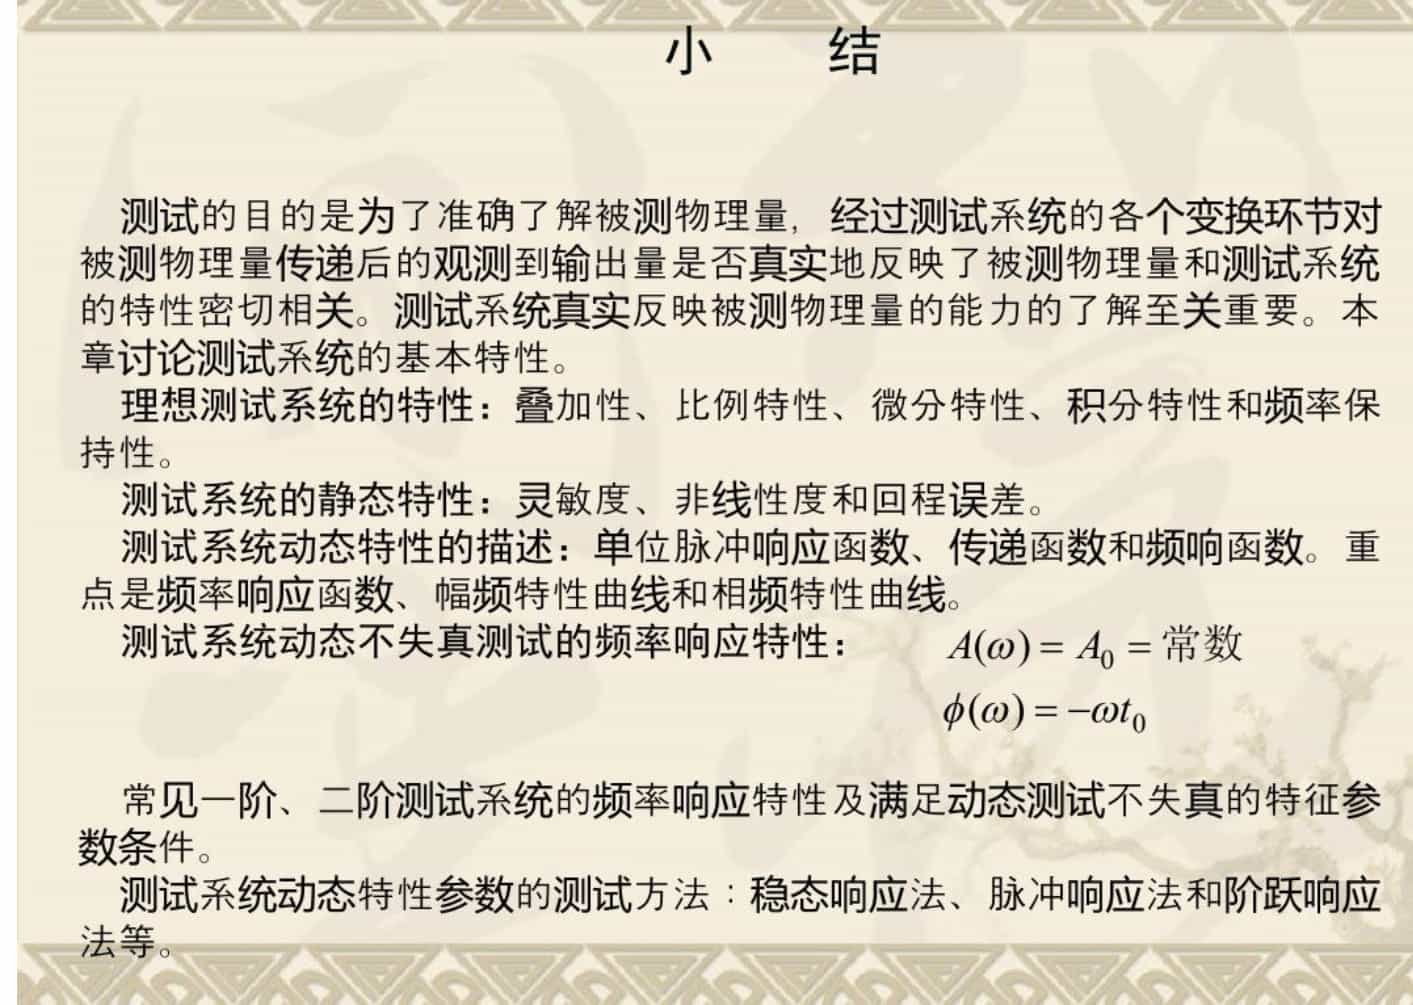 小 结
测试的目的是为了准确了解被测物理量，经过测试系统的各个变换环节对
被测物理量传递后的观测到输出量是否真实地反映了被测物理量和测试系统
的特性密切相关。测试系统真实反映被测物理量的能力的了解至关重要。本
章讨论测试系统的基本特性。
理想测试系统的特性：叠加性、比例特性、微分特性、积分特性和频率保
持性。
测试系统的静态特性：灵敏度、非线性度和回程误差。
测试系统动态特性的描述：单位脉冲响应函数、传递函数和频响函数。重
点是频率响应函数、幅频特性曲线和相频特性曲线。
测试系统动态不失真测试的频率响应特性： A(ω) = A₀ = 常数
ϕ(ω) = −ωt₀
常见一阶、二阶测试系统的频率响应特性及满足动态测试不失真的特征参
数条件。
测试系统动态特性参数的测试方法：稳态响应法、脉冲响应法和阶跃响应
法等。